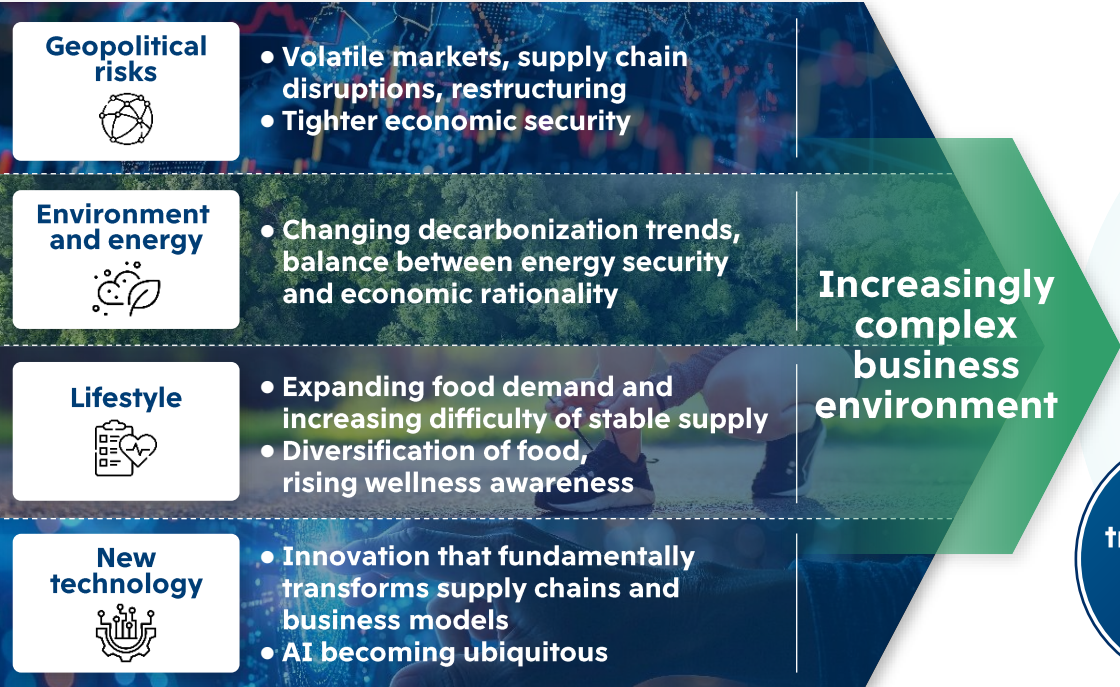 Geopolitical
risks
● Volatile markets, supply chain
disruptions, restructuring
● Tighter economic security
Environment
and energy
● Changing decarbonization trends,
balance between energy security
and economic rationality
Lifestyle
● Expanding food demand and
increasing difficulty of stable supply
● Diversification of food,
rising wellness awareness
New
technology
● Innovation that fundamentally
transforms supply chains and
business models
● AI becoming ubiquitous
Increasingly
complex
business
environment